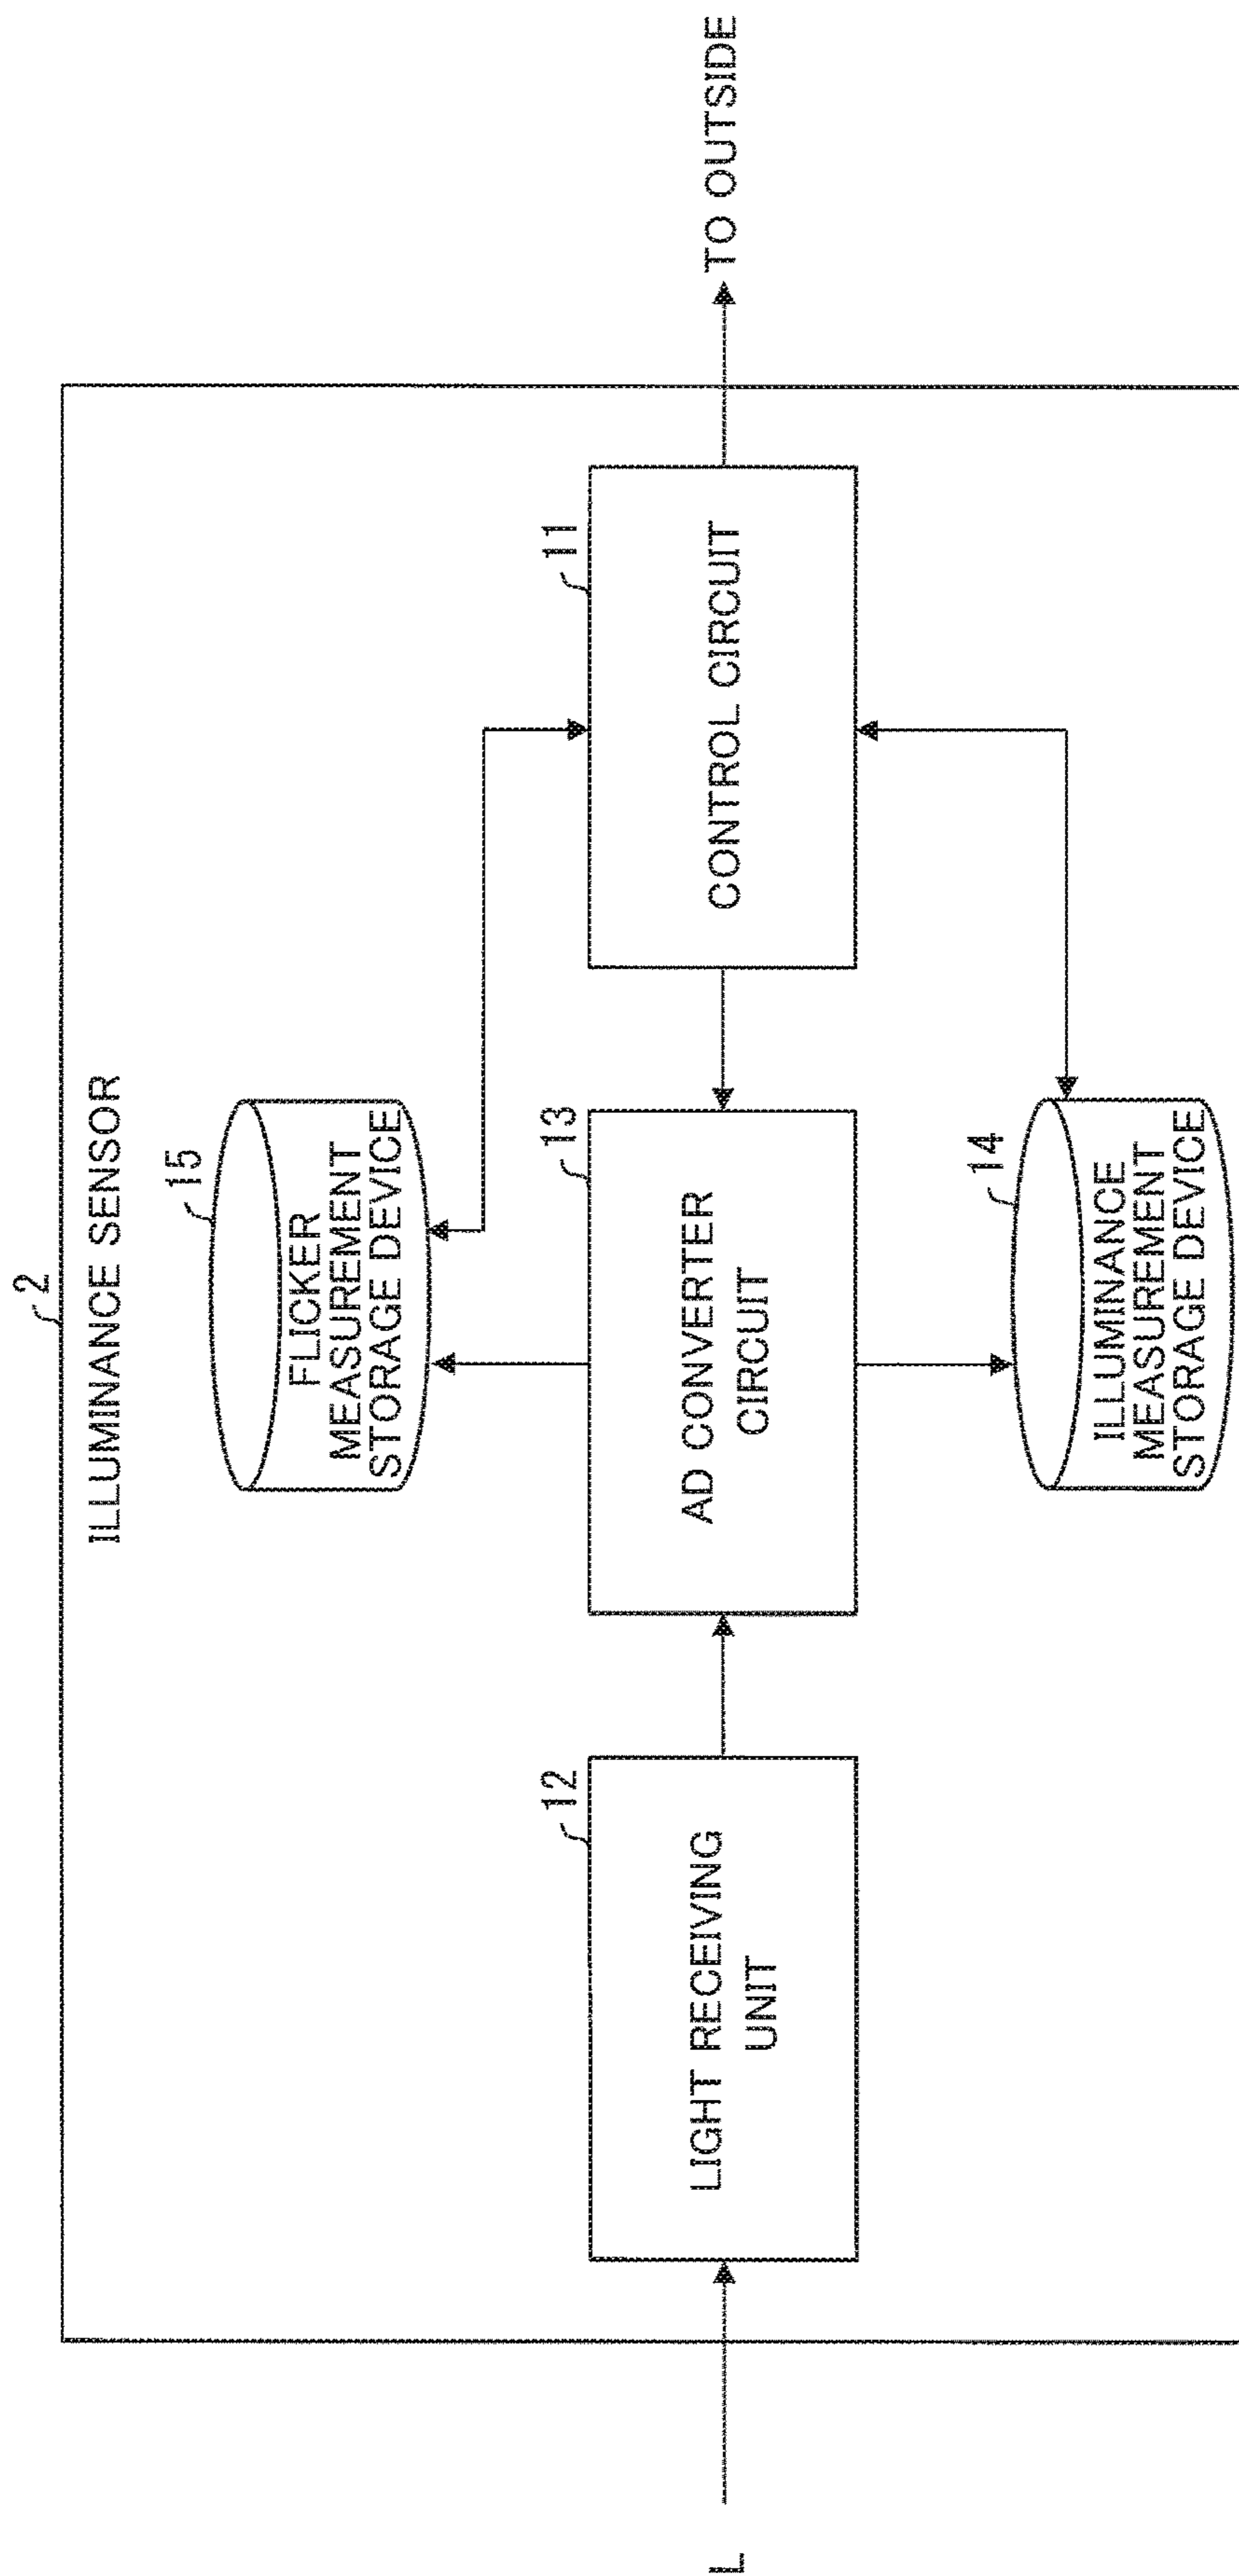 2
ILLUMINANCE SENSOR
15
FLICKER
MEASUREMENT
STORAGE DEVICE
L
12
LIGHT RECEIVING
UNIT
13
AD CONVERTER
CIRCUIT
11
CONTROL CIRCUIT
TO OUTSIDE
14
ILLUMINANCE
MEASUREMENT
STORAGE DEVICE